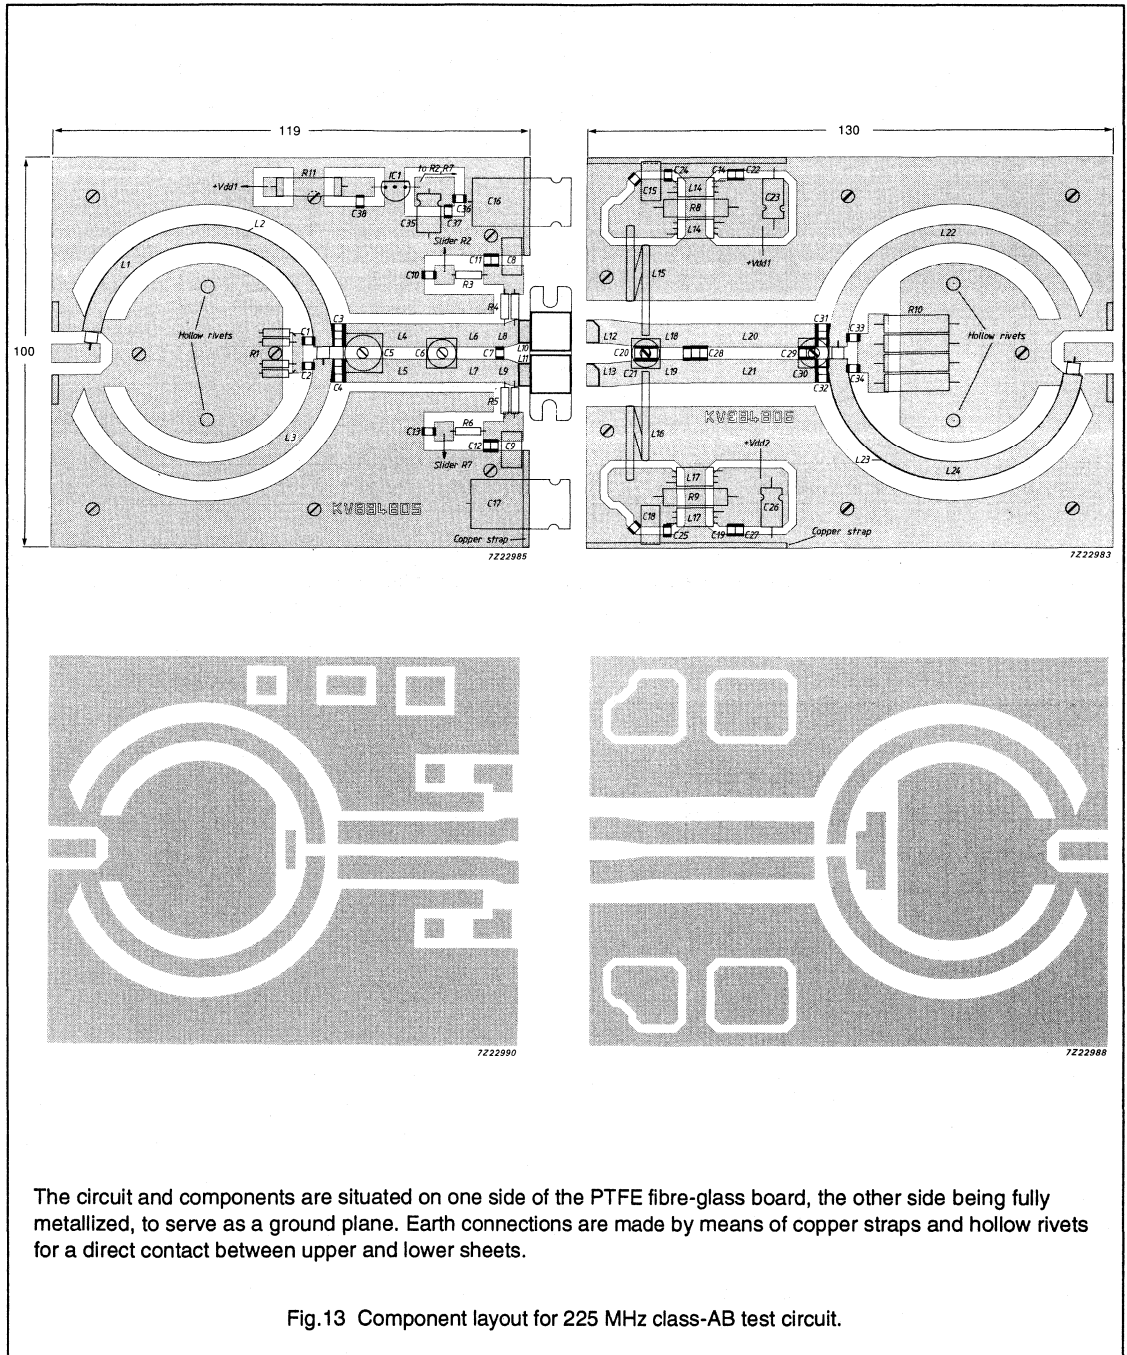 119
130
100
+Vdd1
R11
IC1
to R2,R7
C38
C35
C36
C37
C16
L2
L1
Slider R2
C11
C8
C10
R3
R4
Hollow rivets
R1
C1
C2
C3
C4
C5
L4
L5
L6
L7
C6
C7
L8
L9
L10
L11
R5
L3
C13
R6
C12
C9
Slider R7
C17
Copper strap
7Z22985
C15
C24
C14
C22
L14
R8
L14
C23
+Vdd1
L15
L22
L12
L13
C20
C21
L18
L19
C28
L20
L21
C29
C30
C31
C32
C33
C34
R10
Hollow rivets
L16
+Vdd2
L23
L24
L17
R9
L17
C18
C25
C19
C27
C26
Copper strap
7Z22983
7Z22990
7Z22988
The circuit and components are situated on one side of the PTFE fibre-glass board, the other side being fully
metallized, to serve as a ground plane. Earth connections are made by means of copper straps and hollow rivets
for a direct contact between upper and lower sheets.
Fig.13 Component layout for 225 MHz class-AB test circuit.